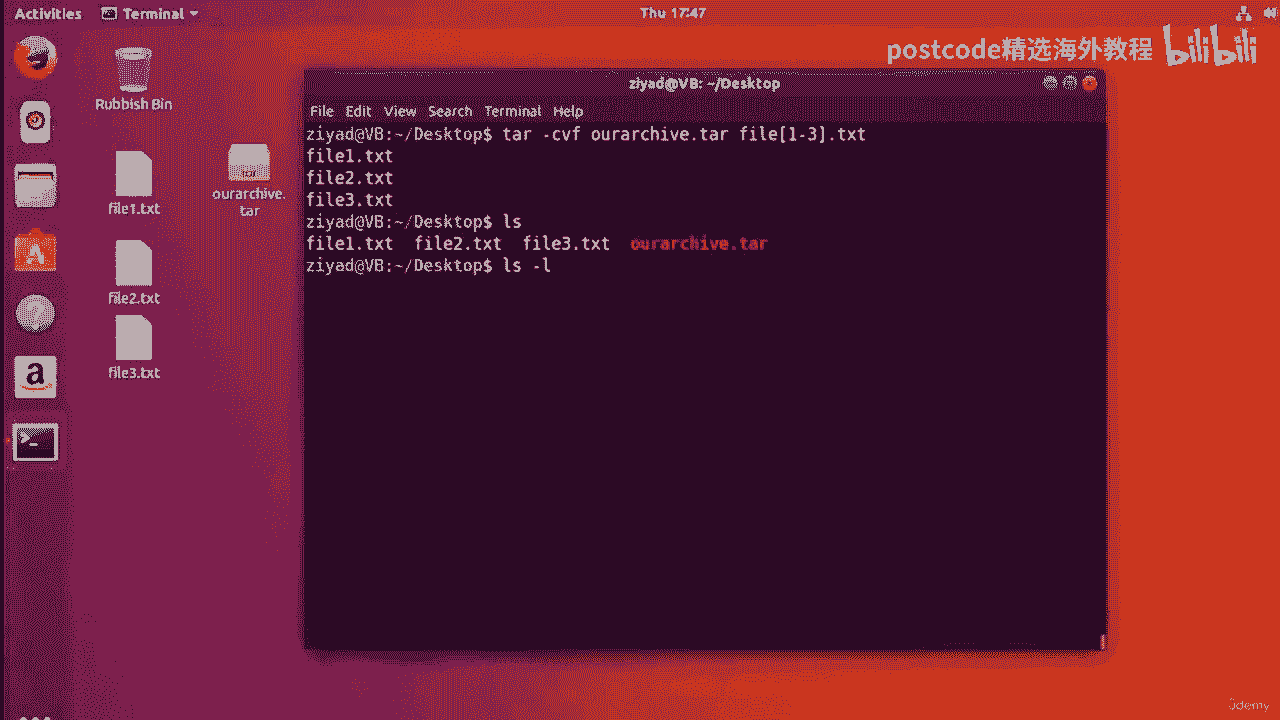 Activities Terminal Thu 17:47
postcode精选海外教程 bilibili
Rubbish Bin
file1.txt
ourarchive.
tar
tar
file2.txt
file3.txt
ziyad@VB: ~/Desktop
File Edit View Search Terminal Help
ziyad@VB:~/Desktop$ tar -cvf ourarchive.tar file[1-3].txt
file1.txt
file2.txt
file3.txt
ziyad@VB:~/Desktop$ ls
file1.txt file2.txt file3.txt ourarchive.tar
ziyad@VB:~/Desktop$ ls -l
Udemy